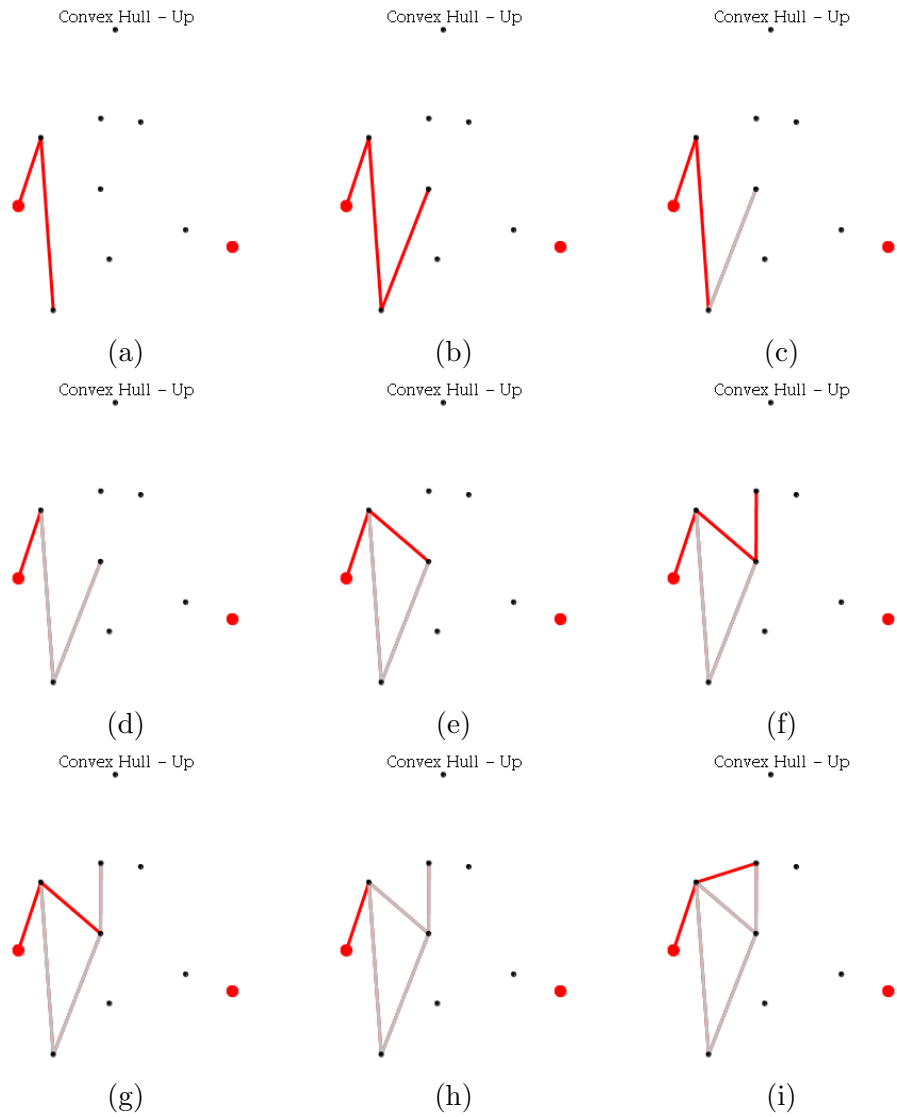 Convex Hull – Up Convex Hull – Up Convex Hull – Up
(a) (b) (c)
Convex Hull – Up Convex Hull – Up Convex Hull – Up
(d) (e) (f)
Convex Hull – Up Convex Hull – Up Convex Hull – Up
(g) (h) (i)